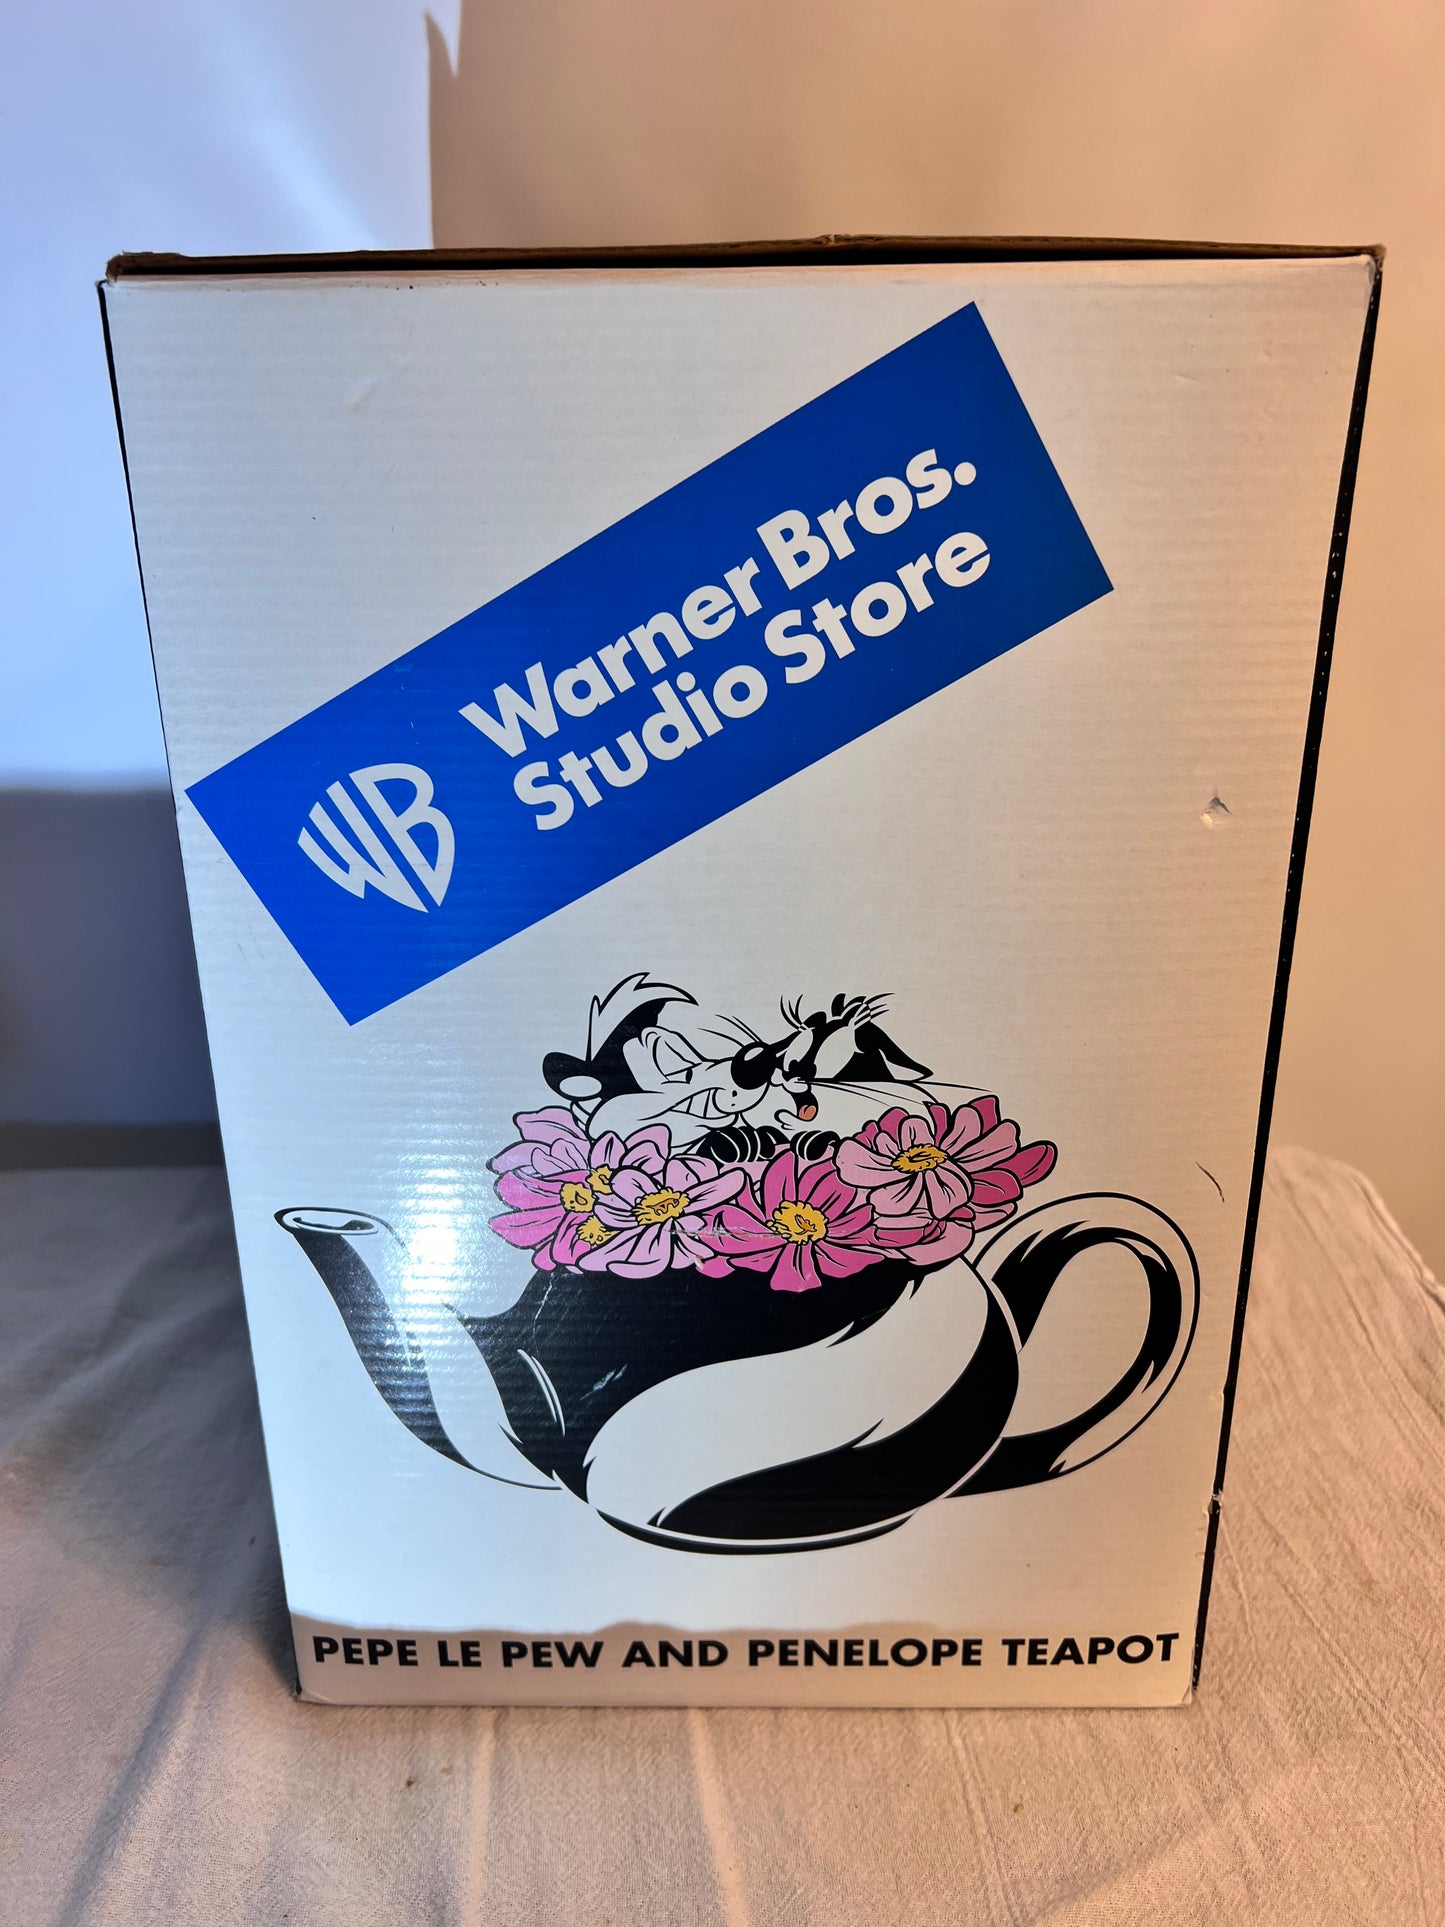 Warner Bros.
Studio Store
WB
PEPE LE PEW AND PENELOPE TEAPOT